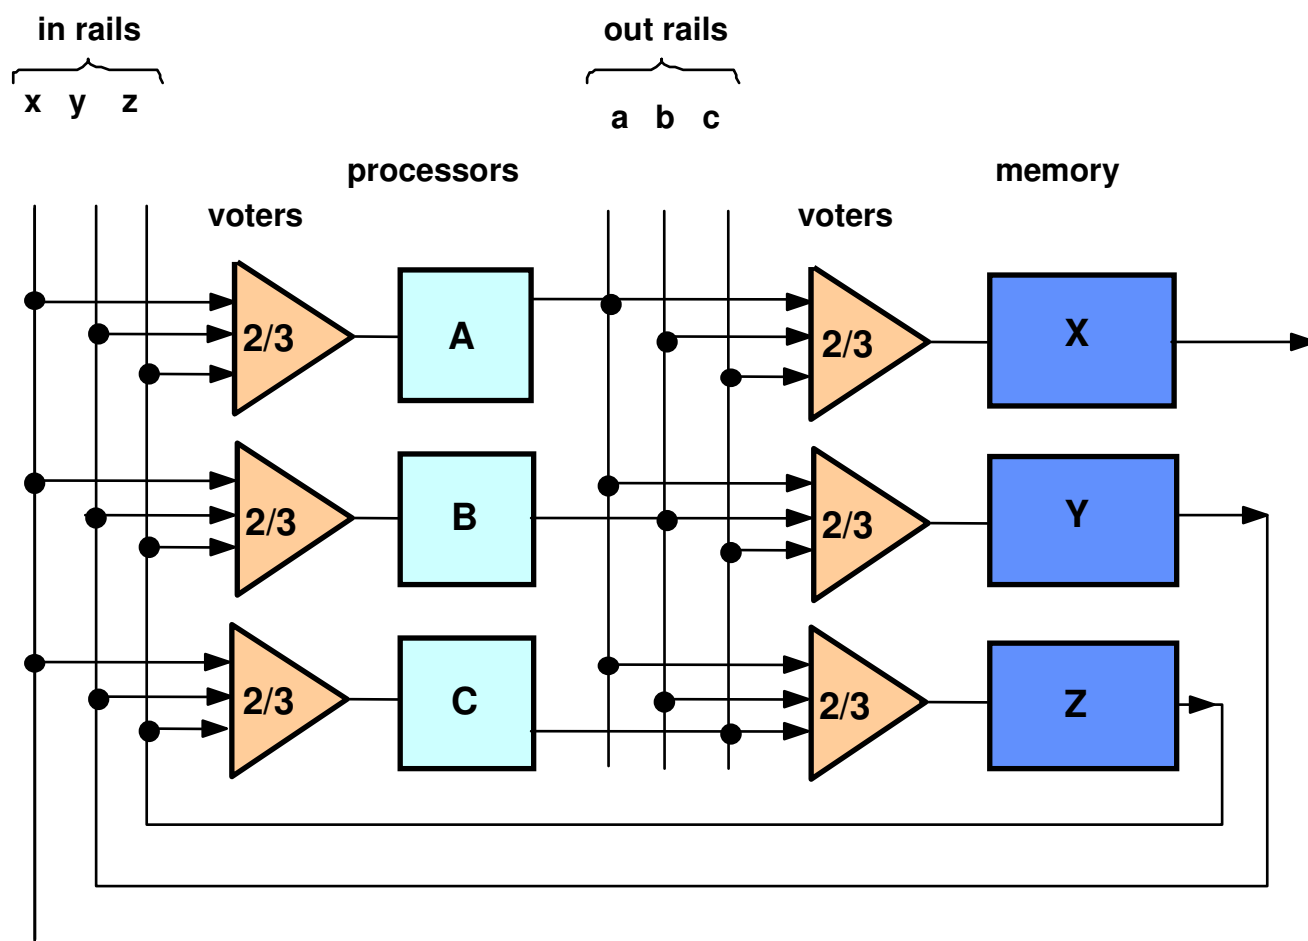 in rails
out rails
x y z
a b c
processors
memory
voters
voters
2/3
A
2/3
X
2/3
B
2/3
Y
2/3
C
2/3
Z